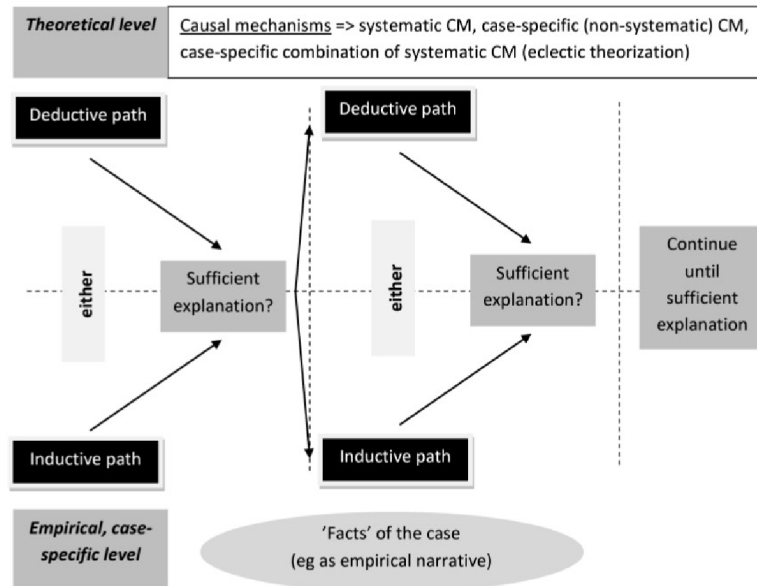 Theoretical level
Causal mechanisms => systematic CM, case-specific (non-systematic) CM,
case-specific combination of systematic CM (eclectic theorization)
Deductive path
Deductive path
either
Sufficient
explanation?
either
Sufficient
explanation?
Continue
until
sufficient
explanation
Inductive path
Inductive path
Empirical, case-
specific level
'Facts' of the case
(eg as empirical narrative)